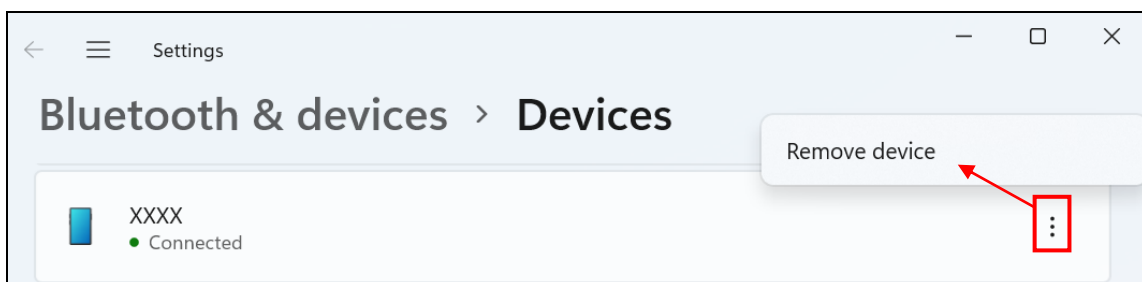 Settings
Bluetooth & devices > Devices
Remove device
XXXX
Connected